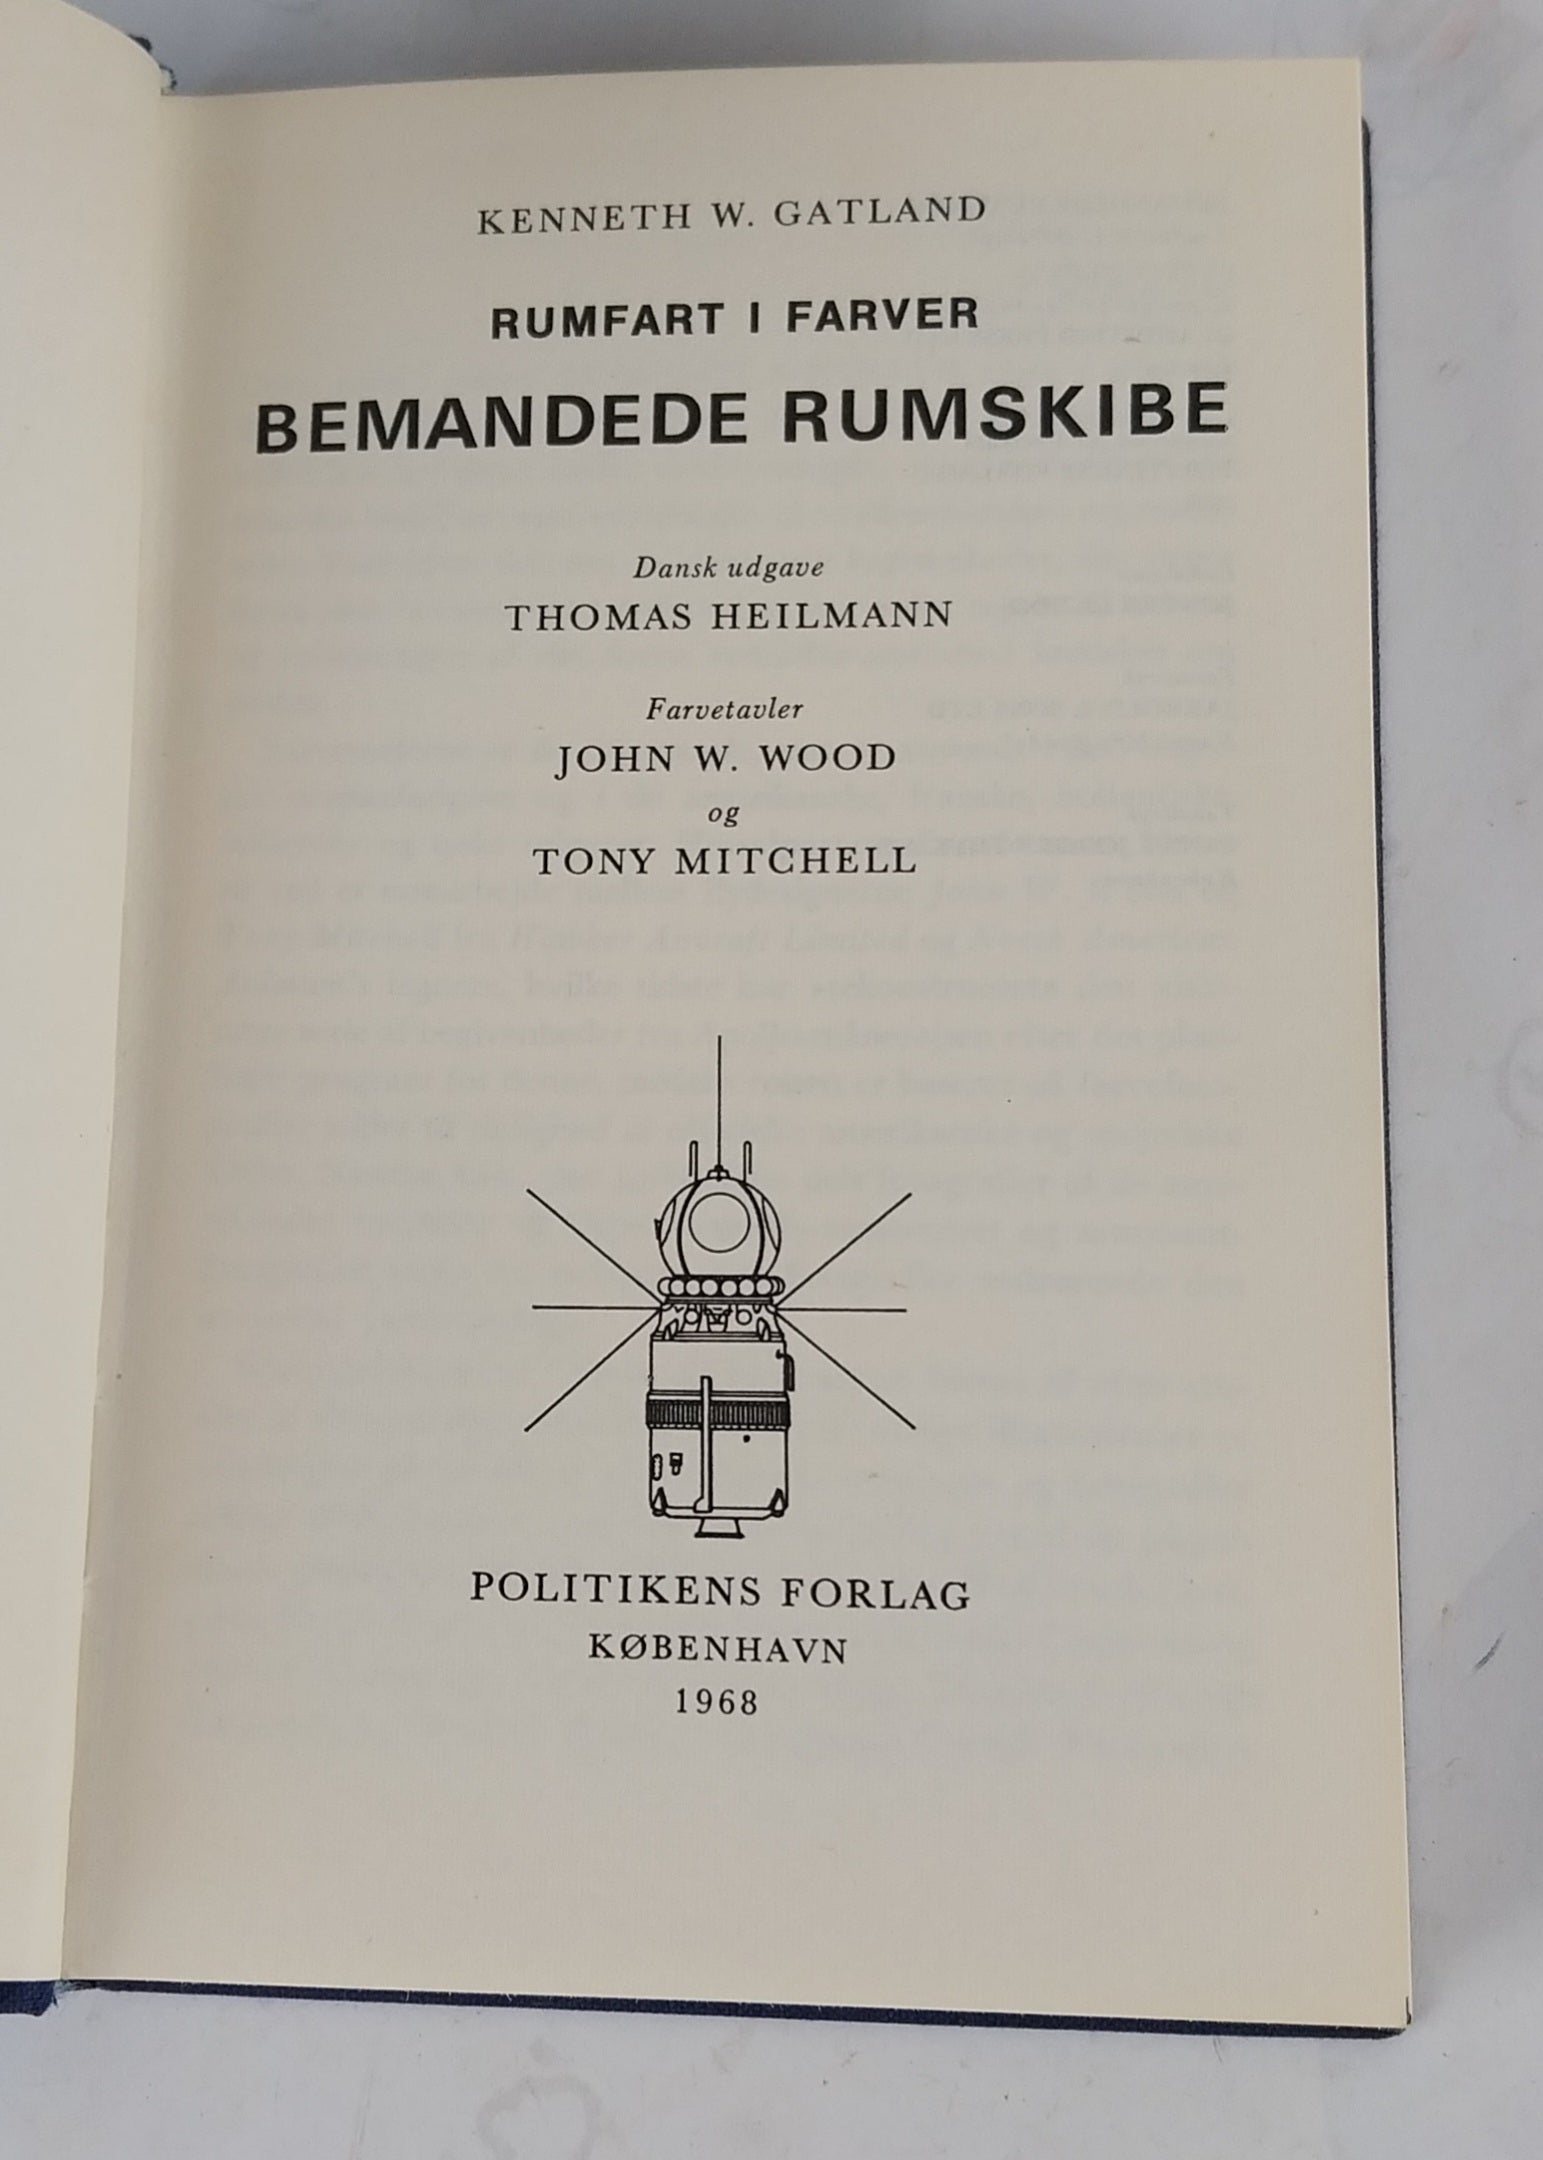 KENNETH W. GATLAND
RUMFART I FARVER
BEMANDEDE RUMSKIBE
Dansk udgave
THOMAS HEILMANN
Farvetavler
JOHN W. WOOD
og
TONY MITCHELL
POLITIKENS FORLAG
KØBENHAVN
1968